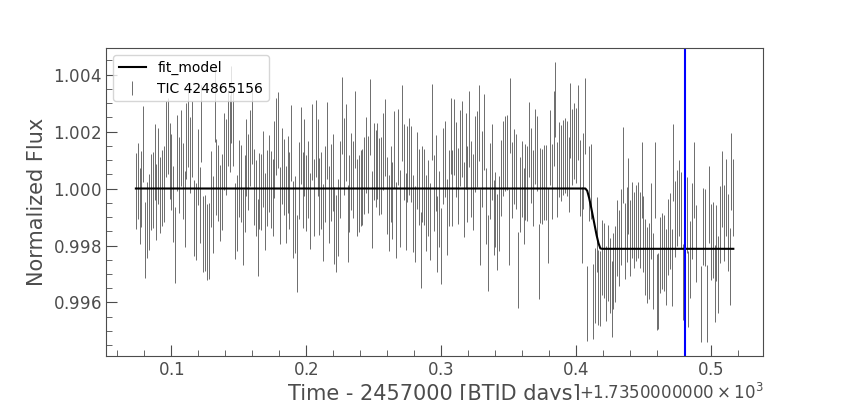 fit_model
TIC 424865156
1.004
1.002
1.000
0.998
0.996
Normalized Flux
0.1 0.2 0.3 0.4 0.5
Time - 2457000 [BTJD days]
+1.7350000000×10³